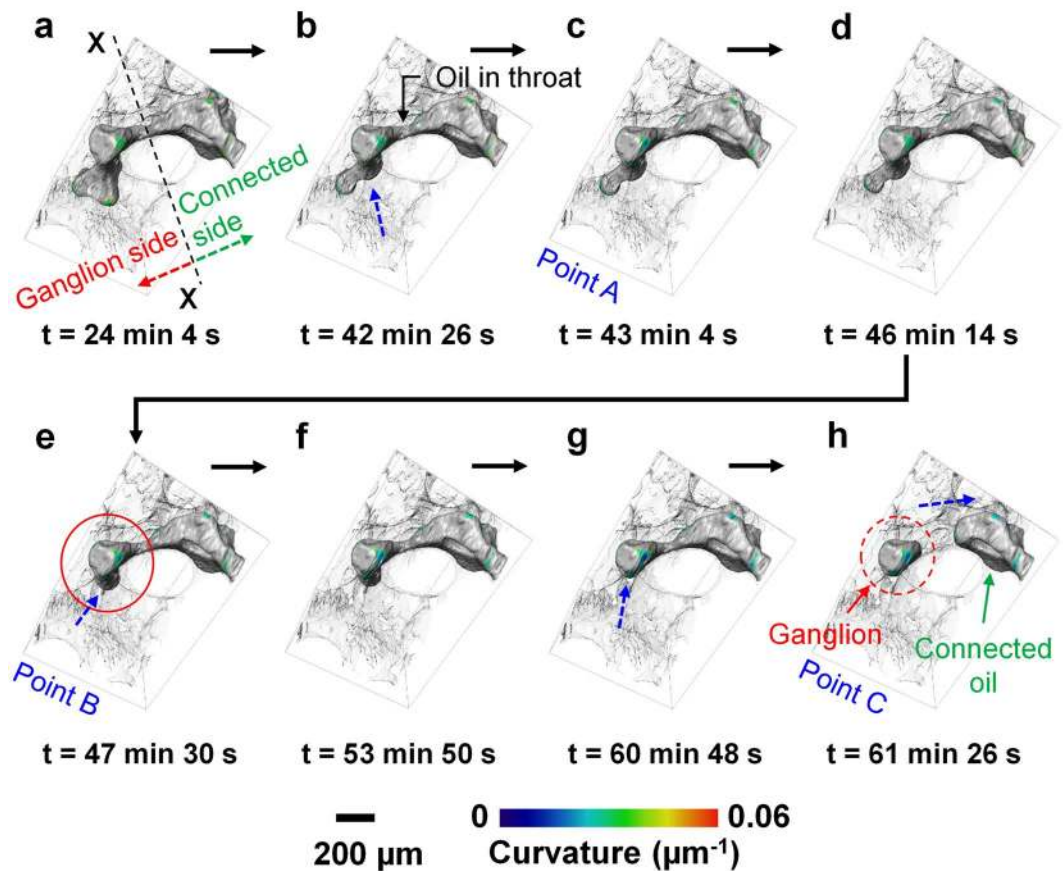 a
X
b
c
d
Oil in throat
Connected
side
Ganglion side
X
Point A
t = 24 min 4 s
t = 42 min 26 s
t = 43 min 4 s
t = 46 min 14 s
e
f
g
h
Ganglion
Connected
oil
Point B
Point C
t = 47 min 30 s
t = 53 min 50 s
t = 60 min 48 s
t = 61 min 26 s
0
0.06
200 µm
Curvature (µm⁻¹)